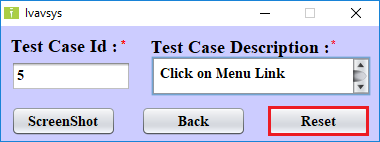 Ivavsys
Test Case Id : *
Test Case Description : *
5
Click on Menu Link
ScreenShot
Back
Reset